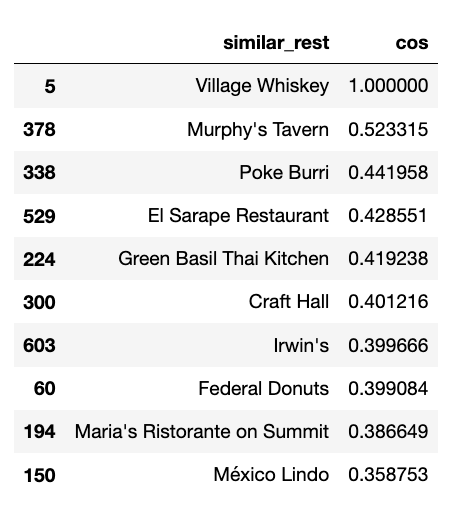 similar_rest cos
5 Village Whiskey 1.000000
378 Murphy's Tavern 0.523315
338 Poke Burri 0.441958
529 El Sarape Restaurant 0.428551
224 Green Basil Thai Kitchen 0.419238
300 Craft Hall 0.401216
603 Irwin's 0.399666
60 Federal Donuts 0.399084
194 Maria's Ristorante on Summit 0.386649
150 México Lindo 0.358753